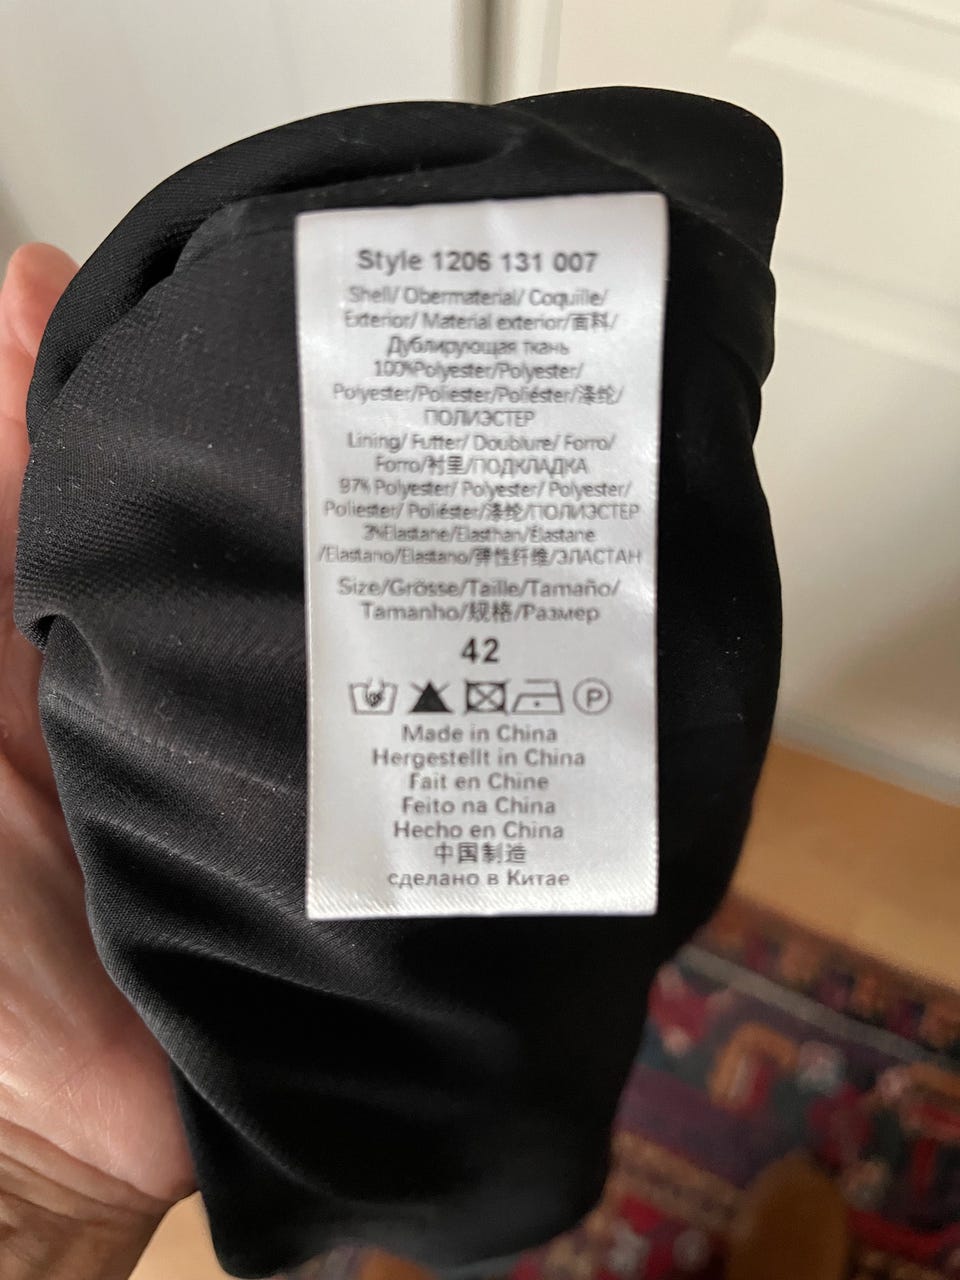 Style 1206 131 007
Shell/ Obermaterial/ Coquille/
Exterior/ Material exterior/面料/
Дублирующая ткань
100%Polyester/Polyester/
Polyester/Poliester/Poliéster/涤纶/
ПОЛИЭСТЕР
Lining/ Futter/ Doublure/ Forro/
Forro/衬里/ПОДКЛАДКА
97% Polyester/ Polyester/ Polyester/
Poliester/ Poliéster/涤纶/ПОЛИЭСТЕР
3%Elastane/Elasthan/Élastane
/Elastano/Elastano/弹性纤维/ЭЛАСТАН
Size/Grösse/Taille/Tamaño/
Tamanho/规格/Размер
42
P
Made in China
Hergestellt in China
Fait en Chine
Feito na China
Hecho en China
中国制造
сделано в Китае